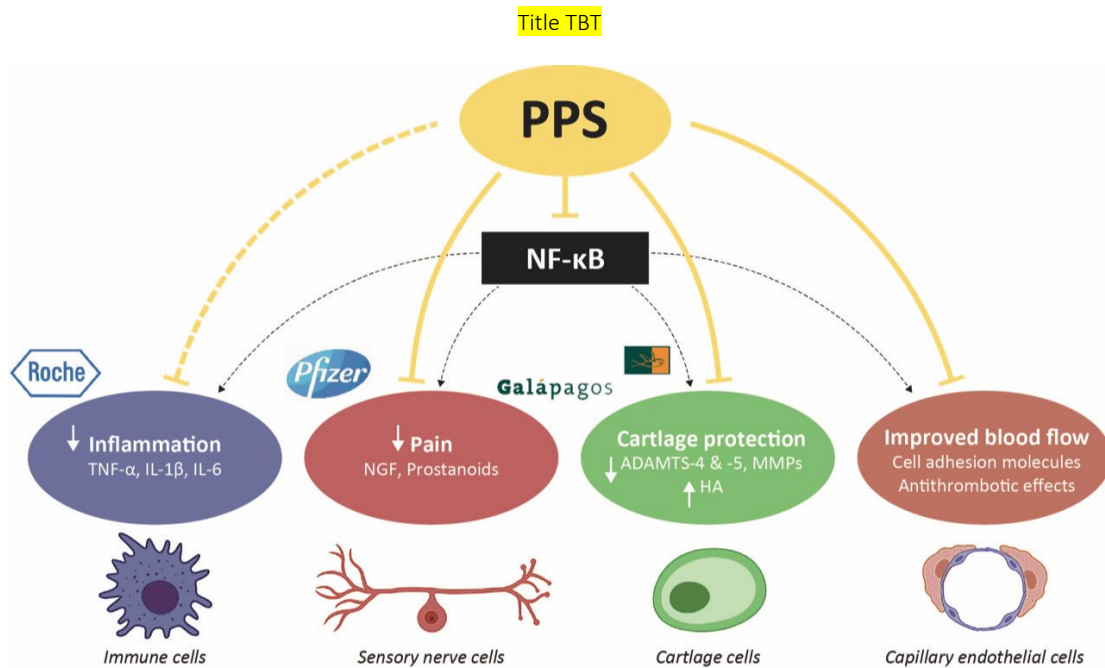 Title TBT
PPS
NF-κB
Roche
Pfizer
Galápagos
↓ Inflammation
TNF-α, IL-1β, IL-6
↓ Pain
NGF, Prostanoids
Cartlage protection
↓ ADAMTS-4 & -5, MMPs
↑ HA
Improved blood flow
Cell adhesion molecules
Antithrombotic effects
Immune cells
Sensory nerve cells
Cartlage cells
Capillary endothelial cells